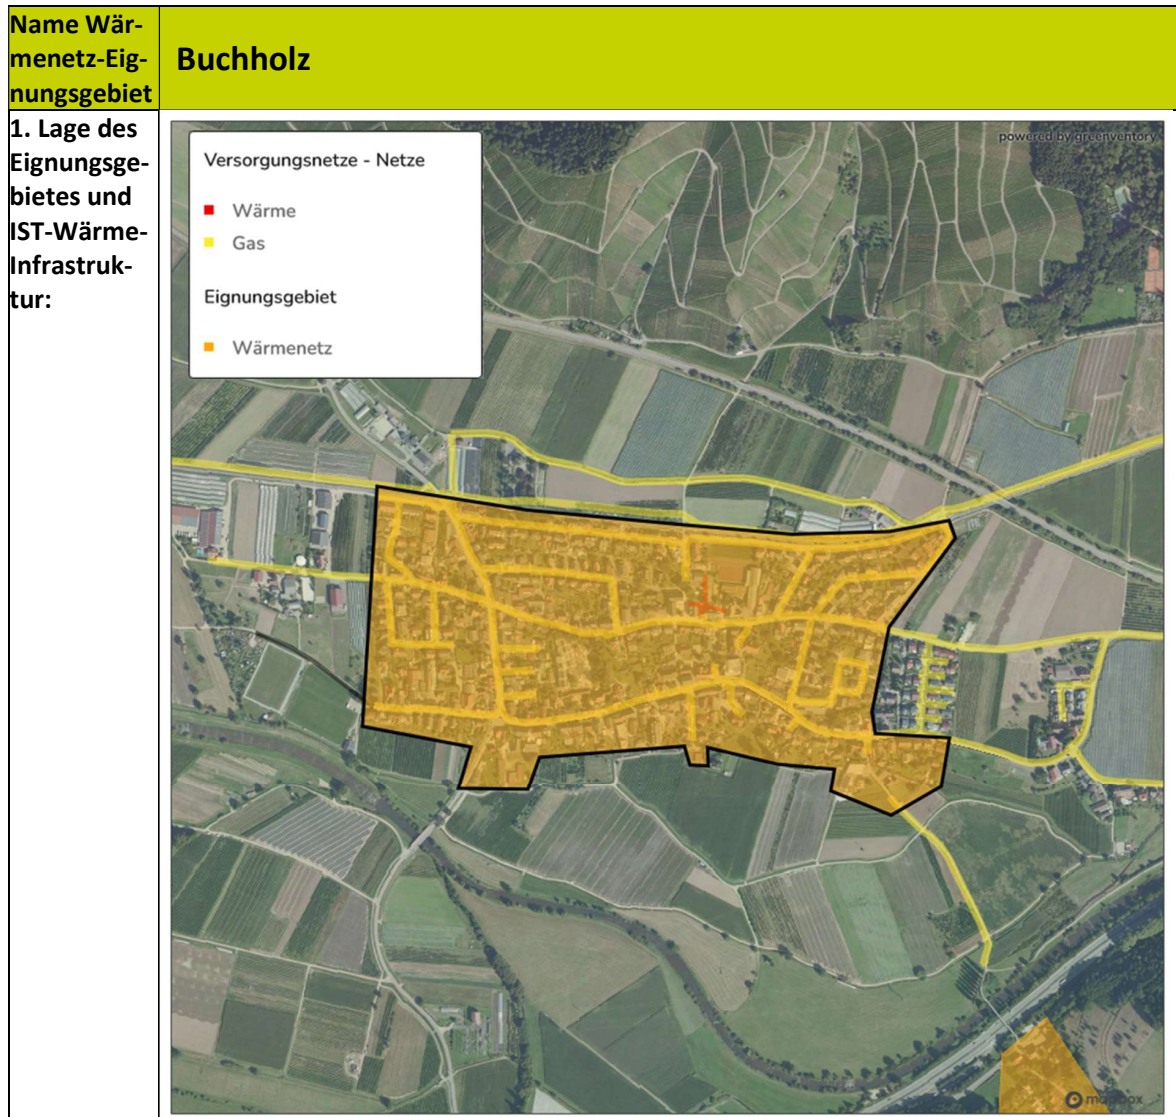 Name Wär-
menetz-Eig-
nungsgebiet
Buchholz
1. Lage des
Eignungsge-
bietes und
IST-Wärme-
Infrastruk-
tur:
powered by greenventory
Versorgungsnetze - Netze
Wärme
Gas
Eignungsgebiet
Wärmenetz
mapbox